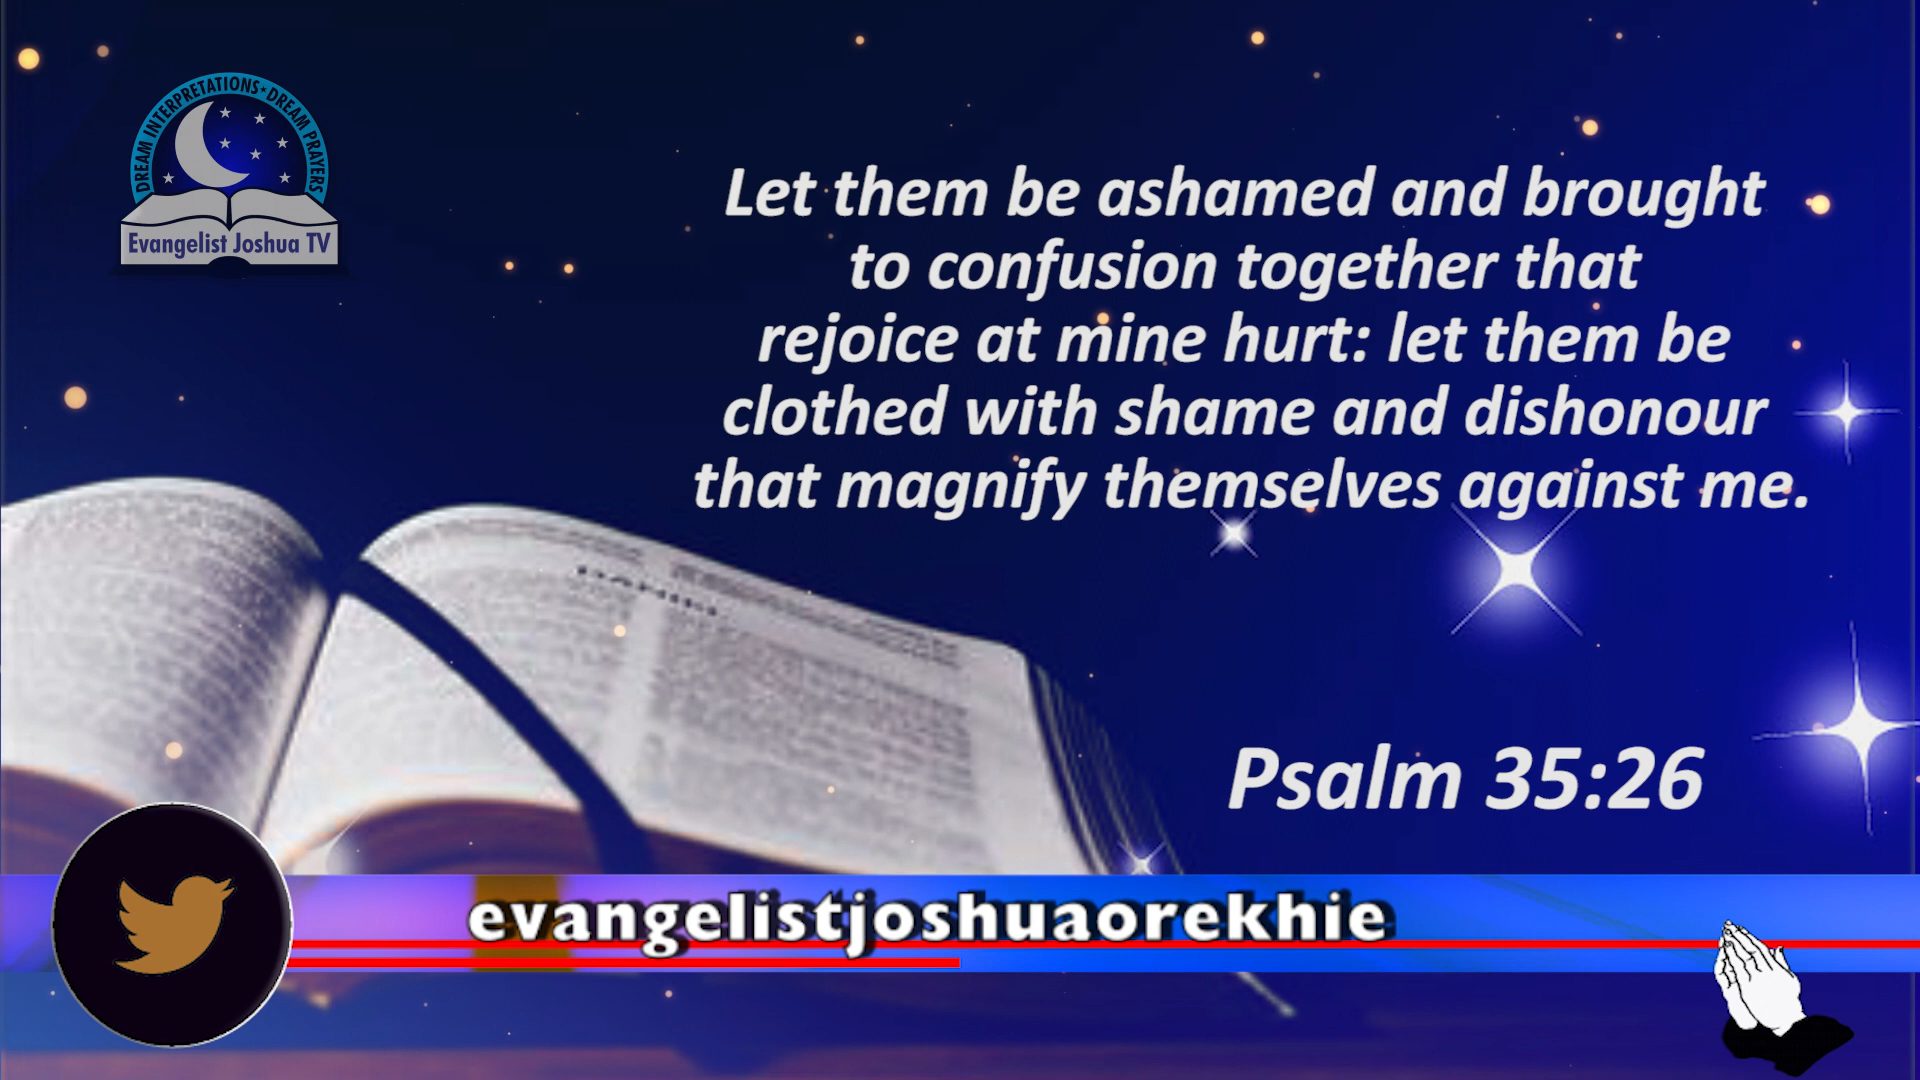 DREAM INTERPRETATIONS★DREAM PRAYERS
Evangelist Joshua TV
Let them be ashamed and brought
to confusion together that
rejoice at mine hurt: let them be
clothed with shame and dishonour
that magnify themselves against me.
Psalm 35:26
evangelistjoshuaorekhie